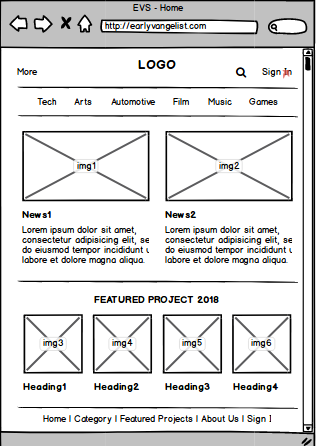 EVS - Home
http://earlyvangelist.com
LOGO
More
Sign In
Tech Arts Automotive Film Music Games
img1 img2
News1
Lorem ipsum dolor sit amet,
consectetur adipisicing elit, se
do eiusmod tempor incididunt u
labore et dolore magna aliqua.
News2
Lorem ipsum dolor sit amet,
consectetur adipisicing elit, se
do eiusmod tempor incididunt u
labore et dolore magna aliqua.
FEATURED PROJECT 2018
img3 img4 img5 img6
Heading1 Heading2 Heading3 Heading4
Home | Category | Featured Projects | About Us | Sign I